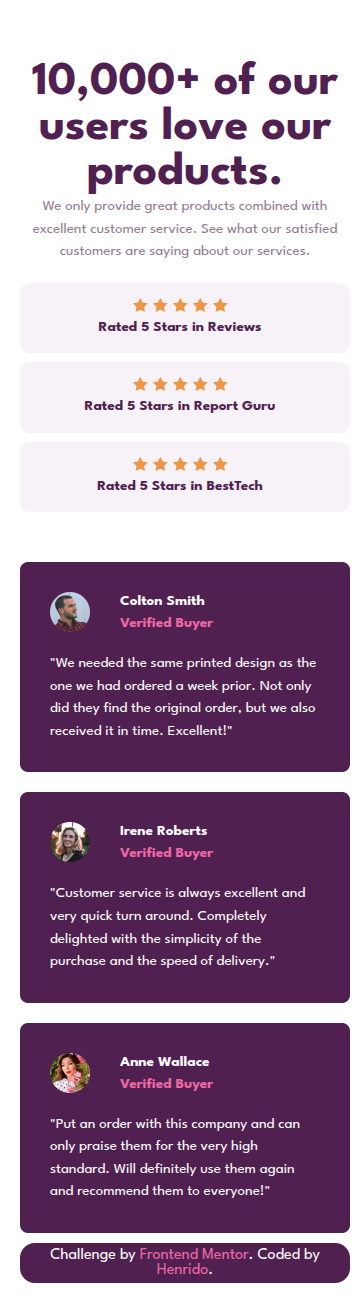 10,000+ of our
users love our
products.
We only provide great products combined with
excellent customer service. See what our satisfied
customers are saying about our services.
Rated 5 Stars in Reviews
Rated 5 Stars in Report Guru
Rated 5 Stars in BestTech
Colton Smith
Verified Buyer
"We needed the same printed design as the
one we had ordered a week prior. Not only
did they find the original order, but we also
received it in time. Excellent!"
Irene Roberts
Verified Buyer
"Customer service is always excellent and
very quick turn around. Completely
delighted with the simplicity of the
purchase and the speed of delivery."
Anne Wallace
Verified Buyer
"Put an order with this company and can
only praise them for the very high
standard. Will definitely use them again
and recommend them to everyone!"
Challenge by Frontend Mentor. Coded by
Henrido.